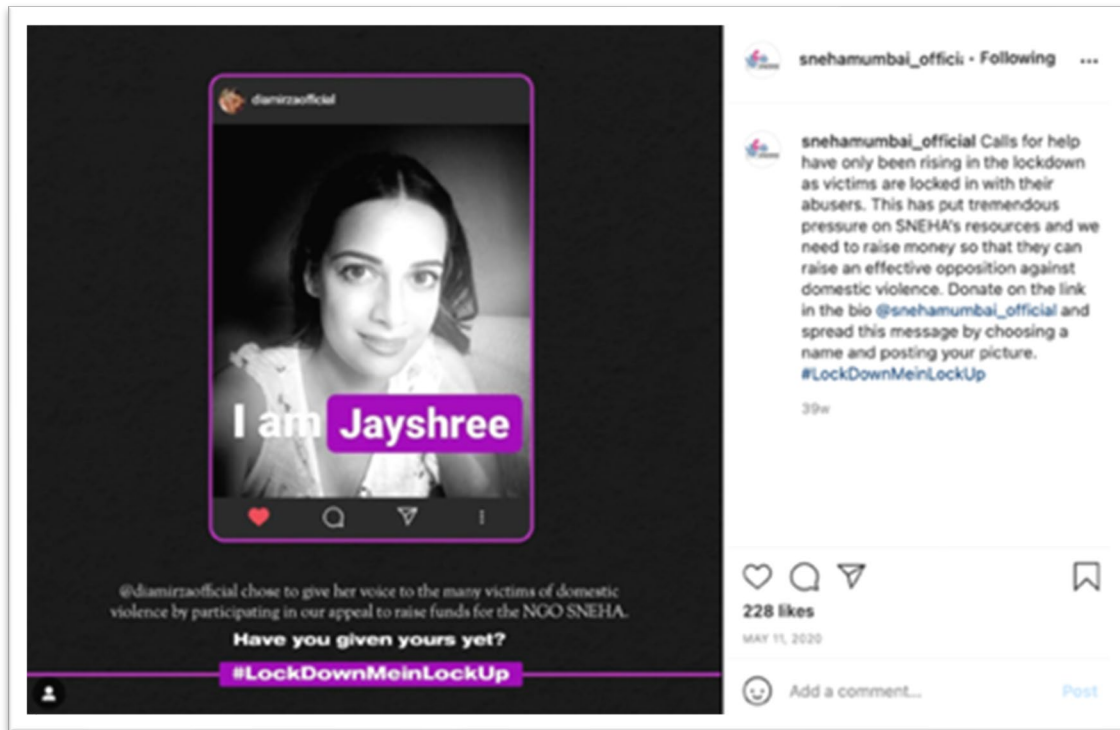 diamirzaofficial
I am Jayshree
@diamirzaofficial chose to give her voice to the many victims of domestic
violence by participating in our appeal to raise funds for the NGO SNEHA.
Have you given yours yet?
#LockDownMeinLockUp
snehamumbai_offici • Following
snehamumbai_official Calls for help
have only been rising in the lockdown
as victims are locked in with their
abusers. This has put tremendous
pressure on SNEHA's resources and we
need to raise money so that they can
raise an effective opposition against
domestic violence. Donate on the link
in the bio @snehamumbai_official and
spread this message by choosing a
name and posting your picture.
#LockDownMeinLockUp
39w
228 likes
MAY 11, 2020
Add a comment...
Post